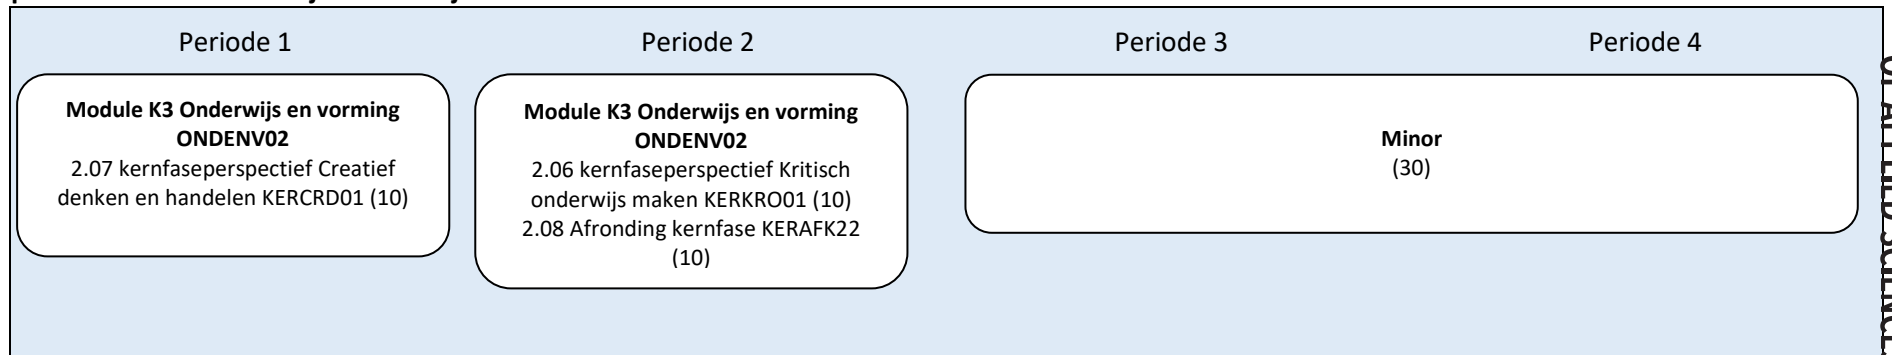 Periode 1
Periode 2
Periode 3
Periode 4
Module K3 Onderwijs en vorming
ONDENV02
2.07 kernfaseperspectief Creatief
denken en handelen KERCRD01 (10)
Module K3 Onderwijs en vorming
ONDENV02
2.06 kernfaseperspectief Kritisch
onderwijs maken KERKRO01 (10)
2.08 Afronding kernfase KERAFK22
(10)
Minor
(30)